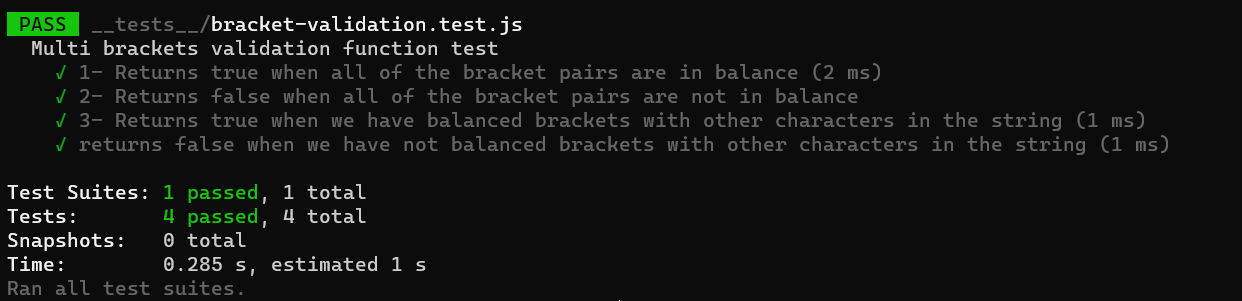 PASS __tests__/bracket-validation.test.js
Multi brackets validation function test
√ 1- Returns true when all of the bracket pairs are in balance (2 ms)
√ 2- Returns false when all of the bracket pairs are not in balance
√ 3- Returns true when we have balanced brackets with other characters in the string (1 ms)
√ returns false when we have not balanced brackets with other characters in the string (1 ms)
Test Suites: 1 passed, 1 total
Tests: 4 passed, 4 total
Snapshots: 0 total
Time: 0.285 s, estimated 1 s
Ran all test suites.